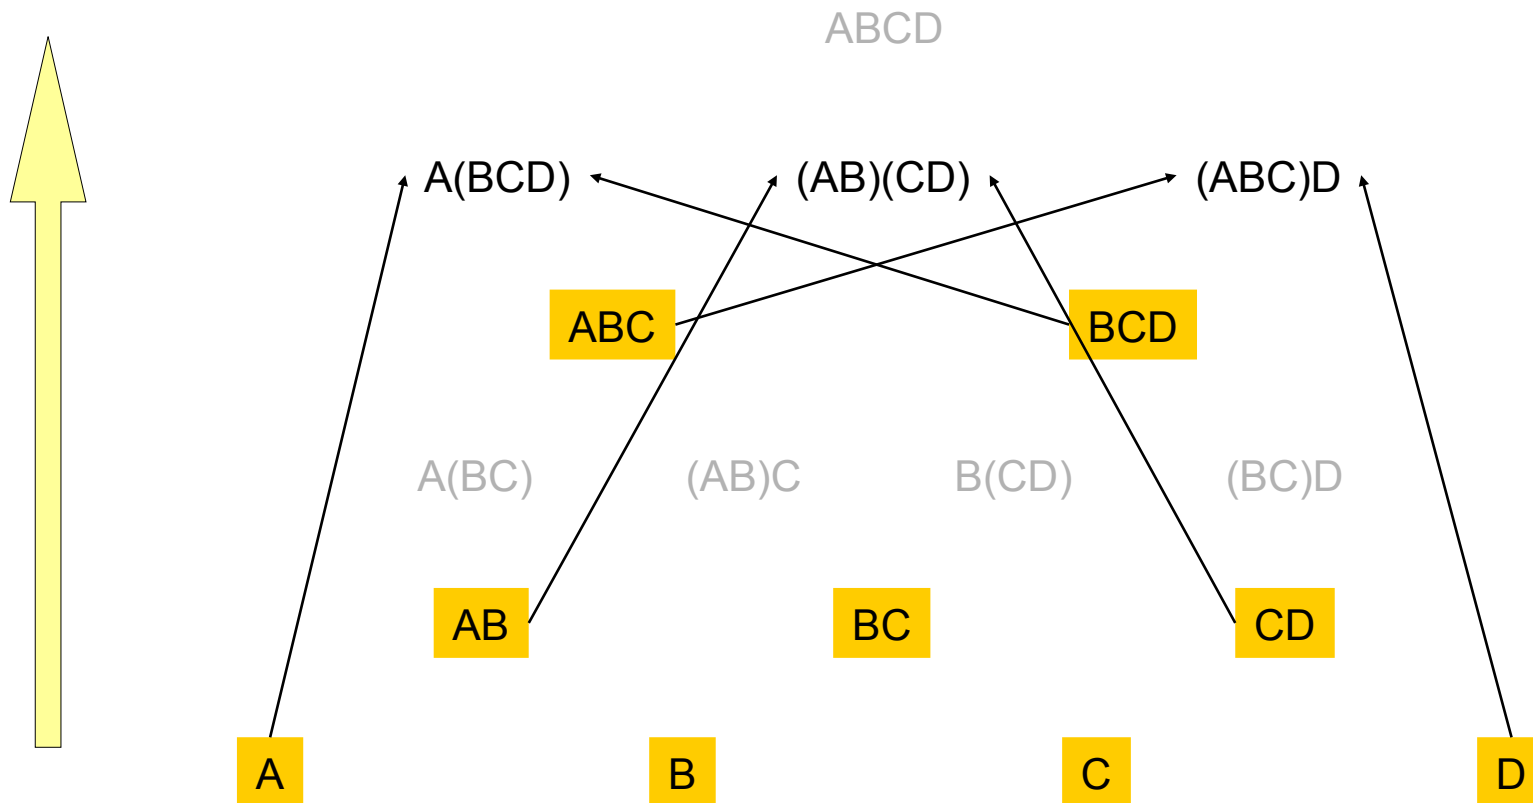 ABCD
A(BCD) (AB)(CD) (ABC)D
ABC BCD
A(BC) (AB)C B(CD) (BC)D
AB BC CD
A B C D